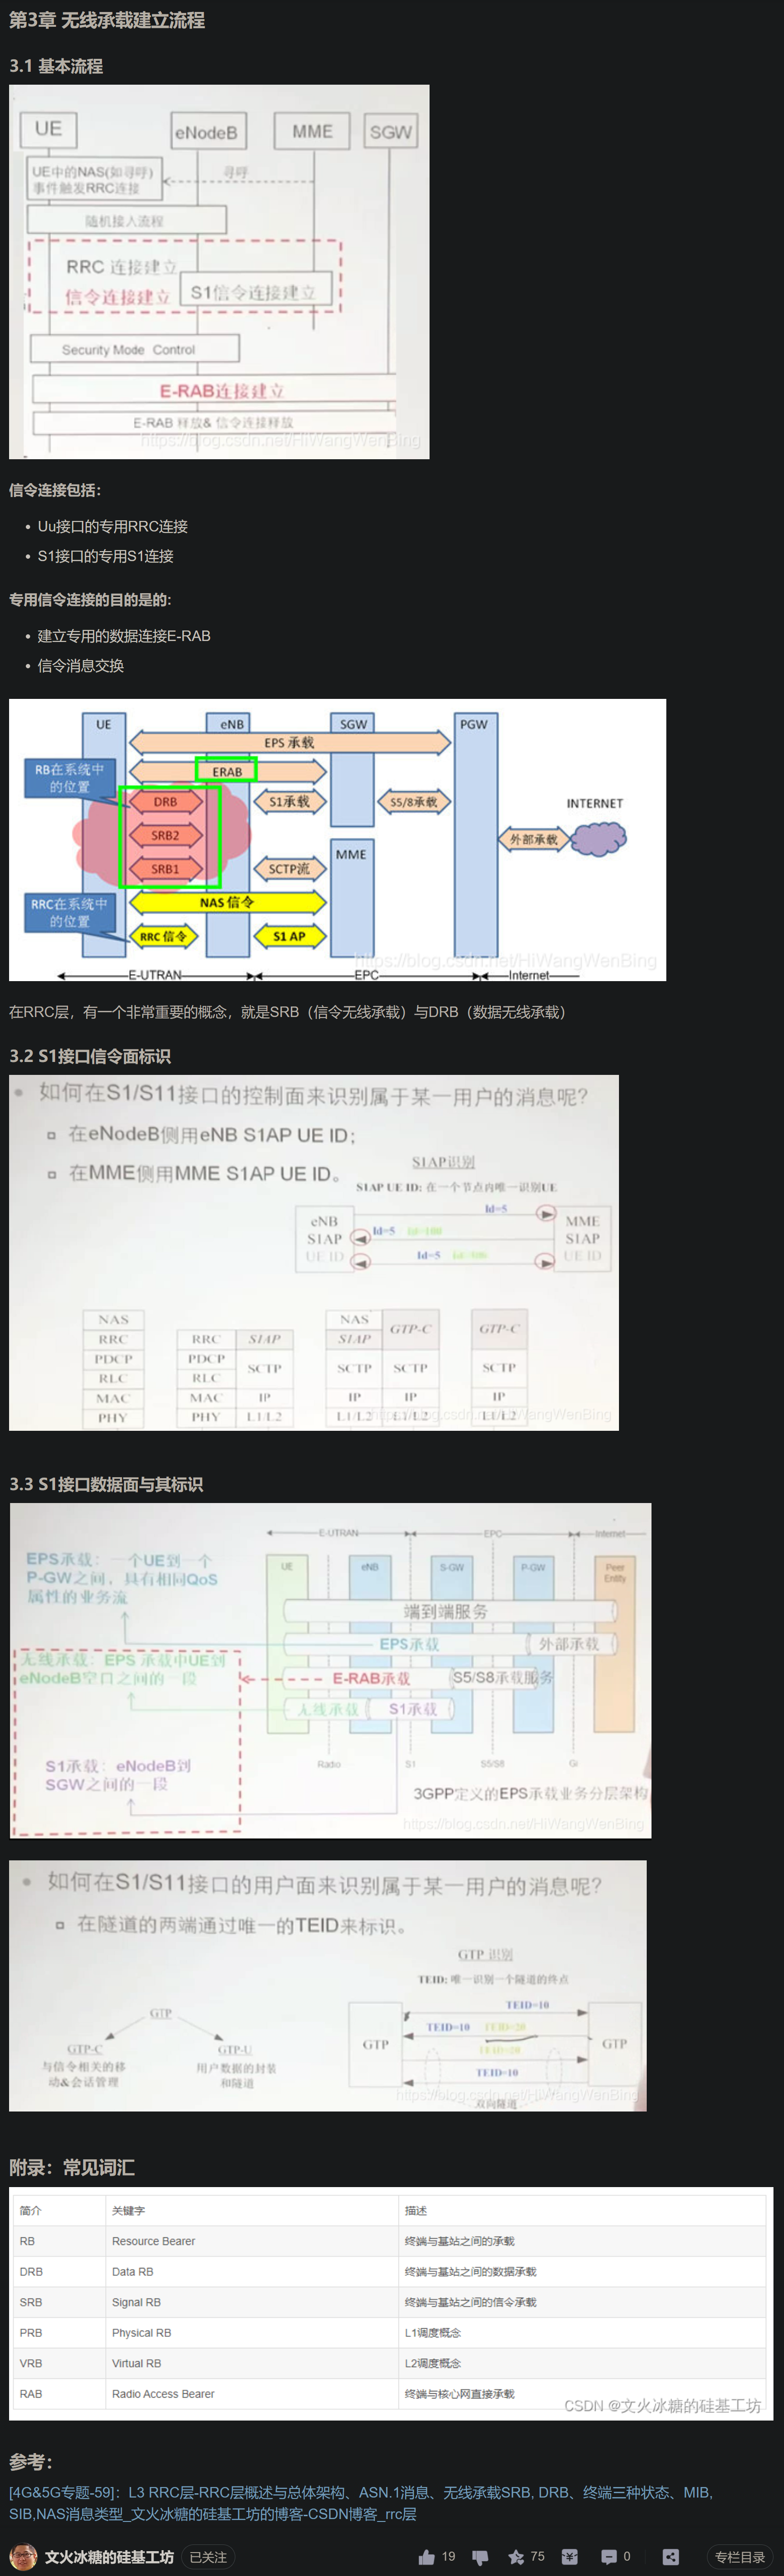 第3章 无线承载建立流程
3.1 基本流程
UE
eNodeB
MME
SGW
UE中的NAS(如寻呼)
事件触发RRC连接
寻呼
随机接入流程
RRC 连接建立
信令连接建立
S1信令连接建立
Security Mode Control
E-RAB连接建立
E-RAB 释放& 信令连接释放
https://blog.csdn.net/HiWangWenBing
信令连接包括：
Uu接口的专用RRC连接
S1接口的专用S1连接
专用信令连接的目的是的:
建立专用的数据连接E-RAB
信令消息交换
UE
eNB
SGW
PGW
EPS 承载
RB在系统中
的位置
ERAB
DRB
S1承载
S5/8承载
INTERNET
SRB2
外部承载
MME
SRB1
SCTP流
RRC在系统中
的位置
NAS 信令
RRC 信令
S1 AP
https://blog.csdn.net/HiWangWenBing
E-UTRAN
EPC
Internet
在RRC层，有一个非常重要的概念，就是SRB（信令无线承载）与DRB（数据无线承载）
3.2 S1接口信令面标识
如何在S1/S11接口的控制面来识别属于某一用户的消息呢?
在eNodeB侧用eNB S1AP UE ID;
在MME侧用MME S1AP UE ID。
S1AP识别
S1AP UE ID: 在一个节点内唯一识别UE
Id=5
eNB
S1AP
UE ID
Id=5 Id=100
MME
S1AP
UE ID
Id=5 Id=100
NAS
RRC
PDCP
RLC
MAC
PHY
RRC
PDCP
RLC
MAC
PHY
S1AP
SCTP
IP
L1/L2
NAS
S1AP
SCTP
IP
L1/L2
GTP-C
SCTP
IP
L1/L2
GTP-C
SCTP
IP
L1/L2
https://blog.csdn.net/HiWangWenBing
3.3 S1接口数据面与其标识
E-UTRAN
EPC
Internet
EPS承载：一个UE到一个
P-GW之间，具有相同QoS
属性的业务流
UE
eNB
S-GW
P-GW
Peer
Entity
端到端服务
EPS承载
外部承载
无线承载：EPS 承载中UE到
eNodeB空口之间的一段
E-RAB承载
S5/S8承载服务
无线承载
S1承载
S1承载：eNodeB到
SGW之间的一段
Radio
S1
S5/S8
Gi
3GPP定义的EPS承载业务分层架构
https://blog.csdn.net/HiWangWenBing
如何在S1/S11接口的用户面来识别属于某一用户的消息呢?
在隧道的两端通过唯一的TEID来标识。
GTP 识别
TEID: 唯一识别一个隧道的终点
GTP
GTP-C
与信令相关的移
动&会话管理
GTP-U
用户数据的封装
和隧道
TEID=10
TEID=10 TEID=20
GTP
GTP
TEID=20
TEID=10
双向隧道
https://blog.csdn.net/HiWangWenBing
附录：常见词汇
简介 关键字 描述
RB Resource Bearer 终端与基站之间的承载
DRB Data RB 终端与基站之间的数据承载
SRB Signal RB 终端与基站之间的信令承载
PRB Physical RB L1调度概念
VRB Virtual RB L2调度概念
RAB Radio Access Bearer 终端与核心网直接承载
CSDN @文火冰糖的硅基工坊
参考：
[4G&5G专题-59]：L3 RRC层-RRC层概述与总体架构、ASN.1消息、无线承载SRB, DRB、终端三种状态、MIB,
SIB,NAS消息类型_文火冰糖的硅基工坊的博客-CSDN博客_rrc层
文火冰糖的硅基工坊 已关注 19 75 0 专栏目录